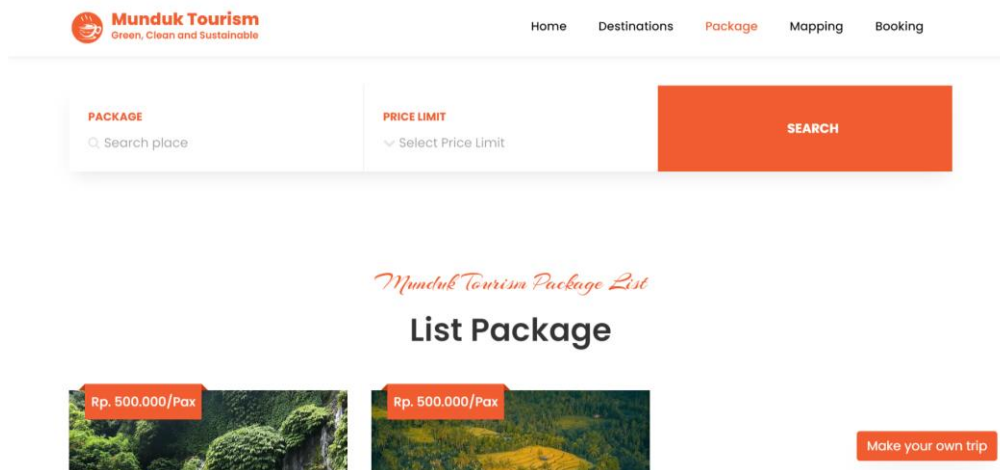 Munduk Tourism
Green, Clean and Sustainable
Home Destinations Package Mapping Booking
PACKAGE
Search place
PRICE LIMIT
Select Price Limit
SEARCH
Munduk Tourism Package List
List Package
Rp. 500.000/Pax
Rp. 500.000/Pax
Make your own trip